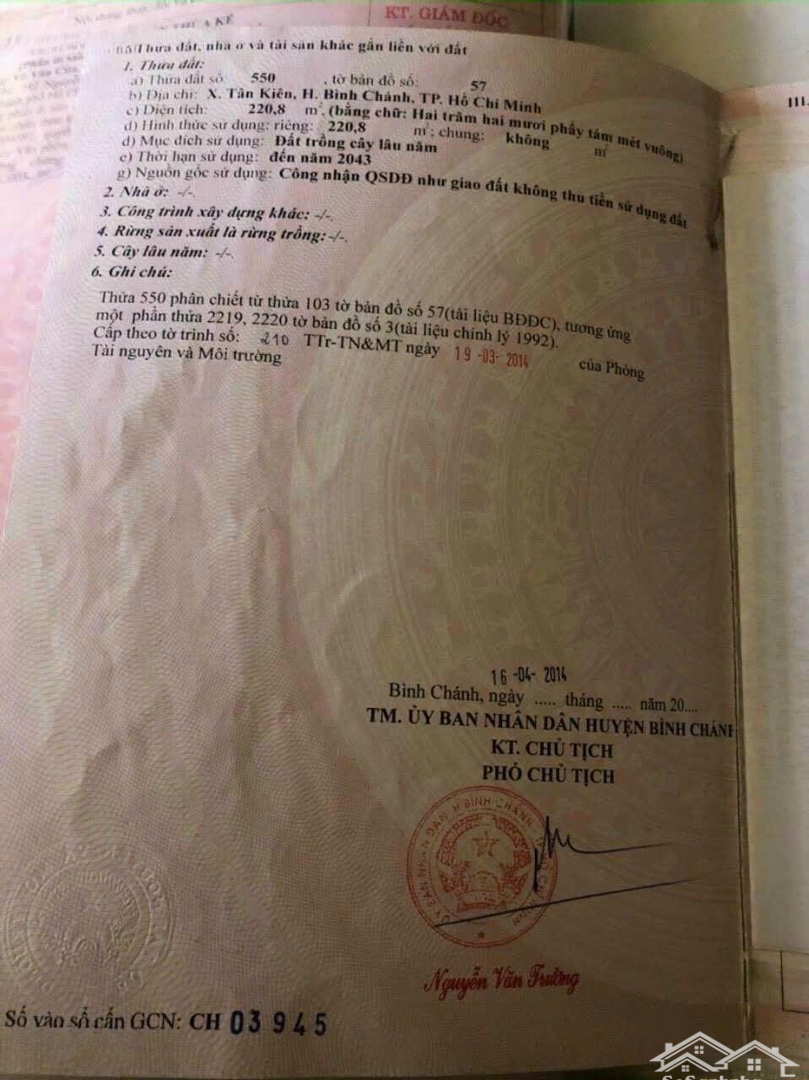 KT. GIÁM ĐỐC
THỪA KẾ
Thửa đất, nhà ở và tài sản khác gắn liền với đất
1. Thửa đất:
a) Thửa đất số: 550 , tờ bản đồ số: 57
b) Địa chỉ: X. Tân Kiên, H. Bình Chánh, TP. Hồ Chí Minh
c) Diện tích: 220,8 m², (bằng chữ: Hai trăm hai mươi phẩy tám mét vuông)
d) Hình thức sử dụng: riêng: 220,8 m²; chung: không m²
đ) Mục đích sử dụng: Đất trồng cây lâu năm
e) Thời hạn sử dụng: đến năm 2043
g) Nguồn gốc sử dụng: Công nhận QSDĐ như giao đất không thu tiền sử dụng đất
2. Nhà ở: -/-.
3. Công trình xây dựng khác: -/-.
4. Rừng sản xuất là rừng trồng: -/-.
5. Cây lâu năm: -/-.
6. Ghi chú:
Thửa 550 phân chiết từ thửa 103 tờ bản đồ số 57(tài liệu BĐĐC), tương ứng
một phần thửa 2219, 2220 tờ bản đồ số 3(tài liệu chỉnh lý 1992).
Cấp theo tờ trình số: 210 TTr-TN&MT ngày 19-03-2014 của Phòng
Tài nguyên và Môi trường
III.
16-04-2014
Bình Chánh, ngày ..... tháng ..... năm 20....
TM. ỦY BAN NHÂN DÂN HUYỆN BÌNH CHÁNH
KT. CHỦ TỊCH
PHÓ CHỦ TỊCH
ỦY BAN NHÂN DÂN H BÌNH CHÁNH
Nguyễn Văn Trường
Số vào sổ cấp GCN: CH 03945